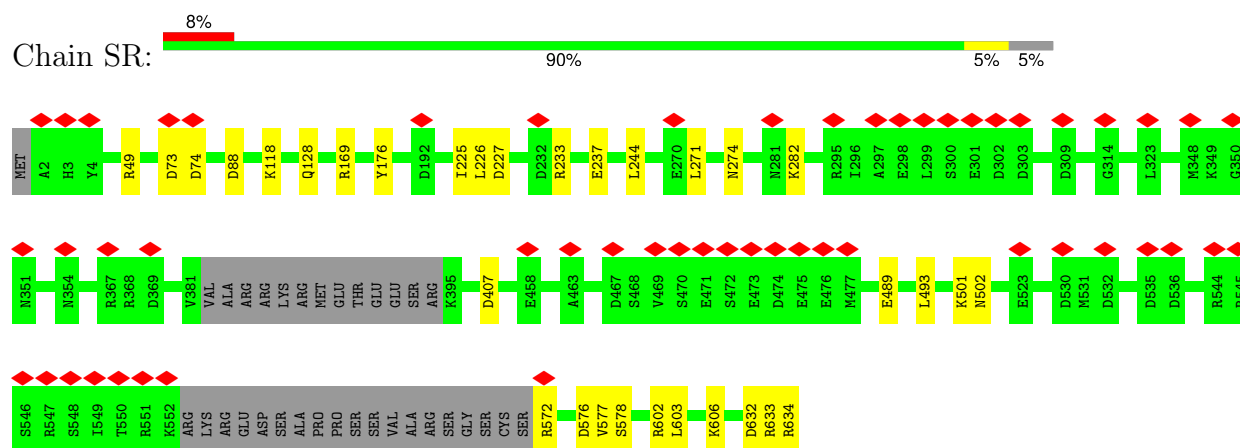 8%
Chain SR:
90% 5% 5%
MET A2 H3 Y4 R49 D73 D74 D88 K118 Q128 R169 Y176 D192 I225 L226 D227 D232 R233 E237 L244 E270 L271 N274 N281 K282 R295 I296 A297 E298 L299 S300 E301 D302 D303 D309 G314 L323 M348 K349 G350
N351 N354 R367 R368 D369 V381 VAL ALA ARG ARG LYS ARG MET GLU THR GLU GLU SER ARG K395 D407 E458 A463 D467 S468 V469 S470 E471 S472 E473 D474 E475 E476 M477 E489 L493 K501 N502 E523 D530 M531 D532 D535 D536 R544
S546 R547 S548 I549 T550 R551 K552 ARG LYS ARG GLU ASP SER ALA PRO PRO SER SER VAL ALA ARG SER GLY SER CYS SER R572 D576 V577 S578 R602 L603 K606 D632 R633 R634